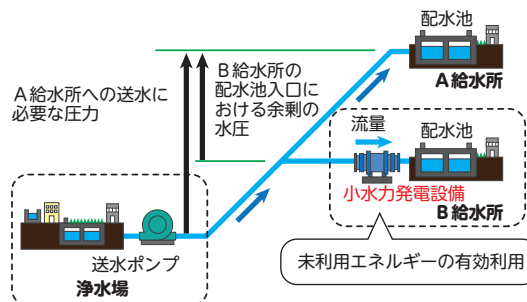 配水池
A給水所
A給水所への送水に
必要な圧力
B給水所の
配水池入口に
おける余剰の
水圧
流量
配水池
小水力発電設備
B給水所
送水ポンプ
浄水場
未利用エネルギーの有効利用